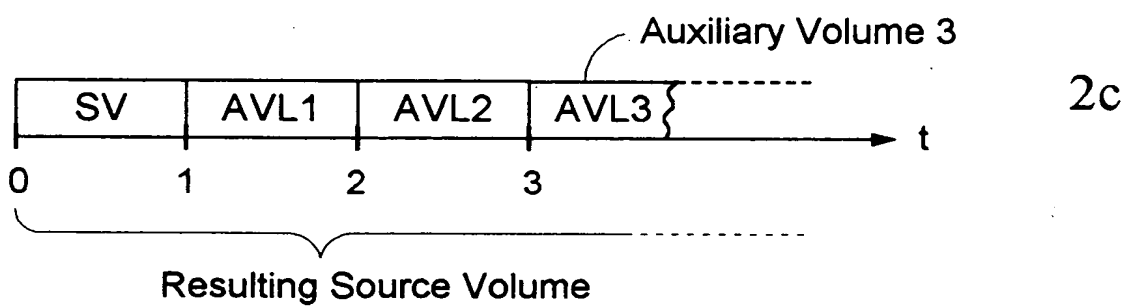 Auxiliary Volume 3
SV AVL1 AVL2 AVL3
2c
t
0 1 2 3
Resulting Source Volume